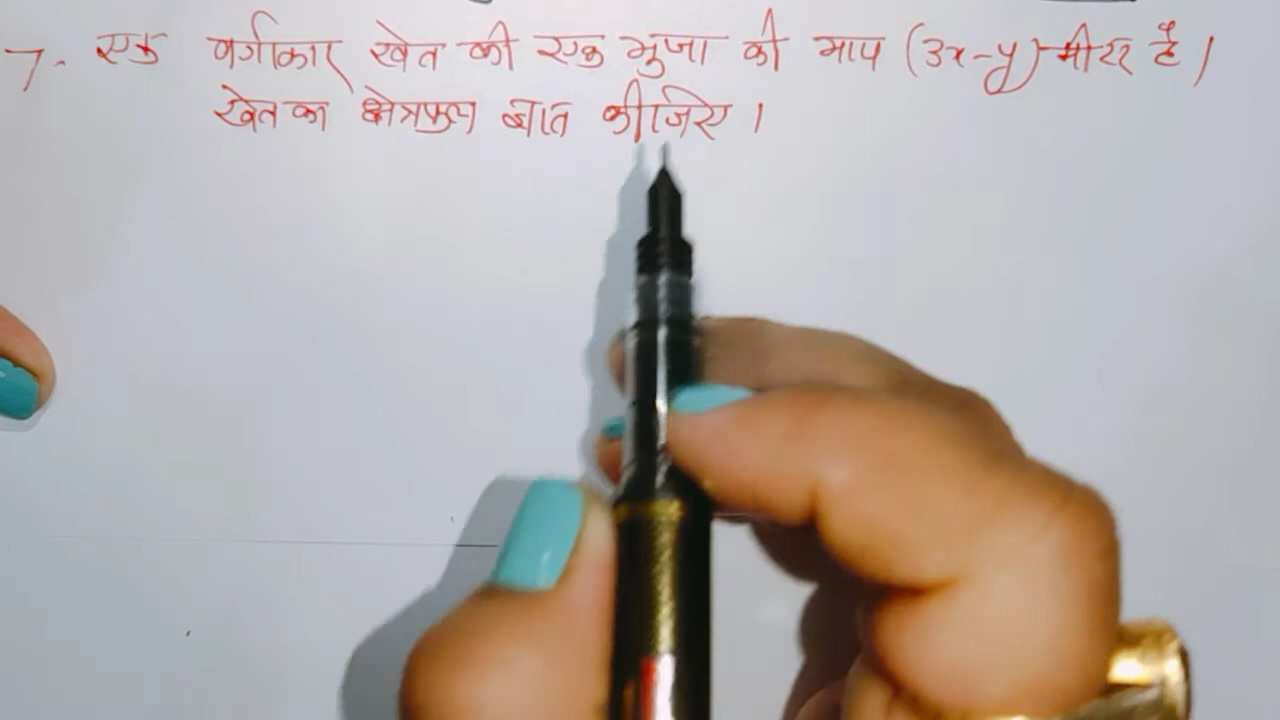 7. एक वर्गाकार खेत की एक भुजा की माप (3x-y) मीटर है।
खेत का क्षेत्रफल ज्ञात कीजिए।